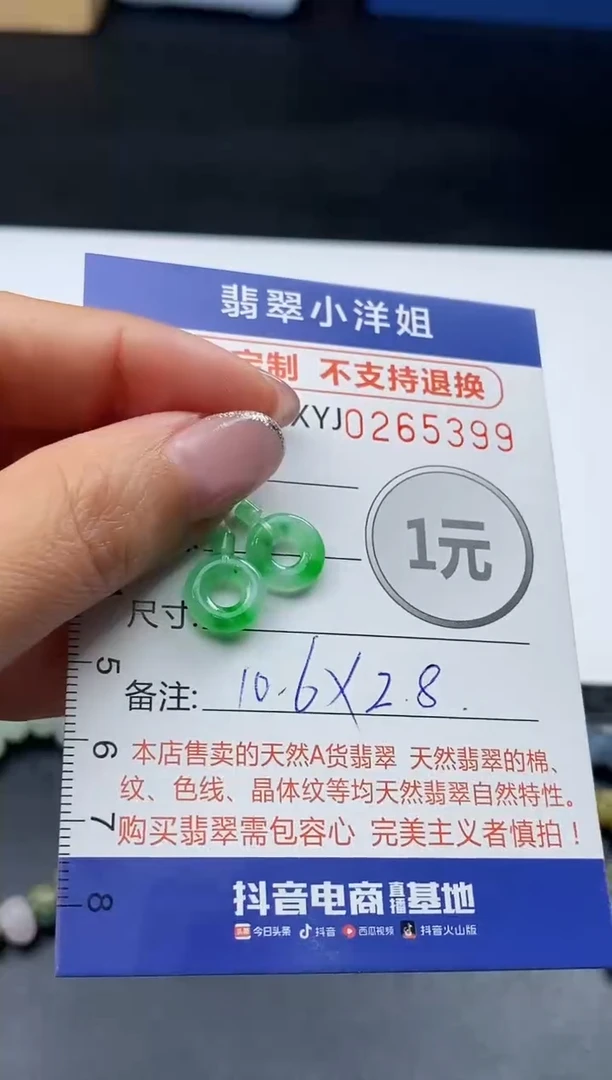 翡翠小洋姐
定制 不支持退换
XYJ0265399
1元
尺寸:
5
备注: 10.6X2.8.
6
本店售卖的天然A货翡翠 天然翡翠的棉、
纹、色线、晶体纹等均天然翡翠自然特性。
7
购买翡翠需包容心 完美主义者慎拍!
8
抖音电商直播基地
头条 今日头条 抖音 西瓜视频 抖音火山版